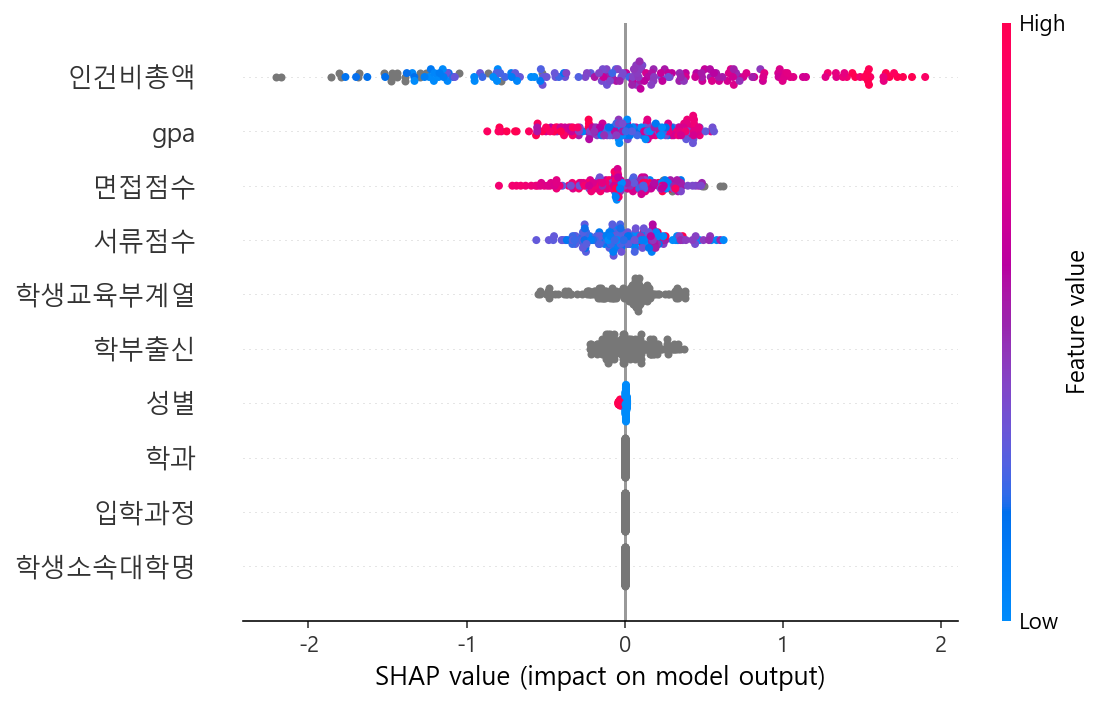 High
인건비총액
gpa
면접점수
서류점수
학생교육부계열
학부출신
성별
학과
입학과정
학생소속대학명
Feature value
Low
-2 -1 0 1 2
SHAP value (impact on model output)